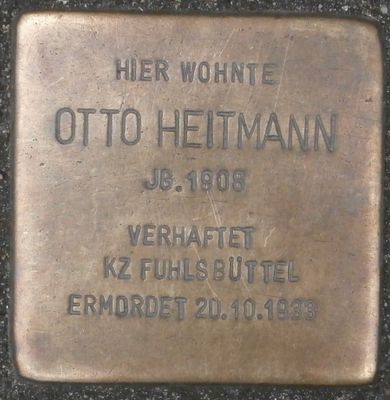 HIER WOHNTE
OTTO HEITMANN
JG. 1908
VERHAFTET
KZ FUHLSBÜTTEL
ERMORDET 20.10.1933